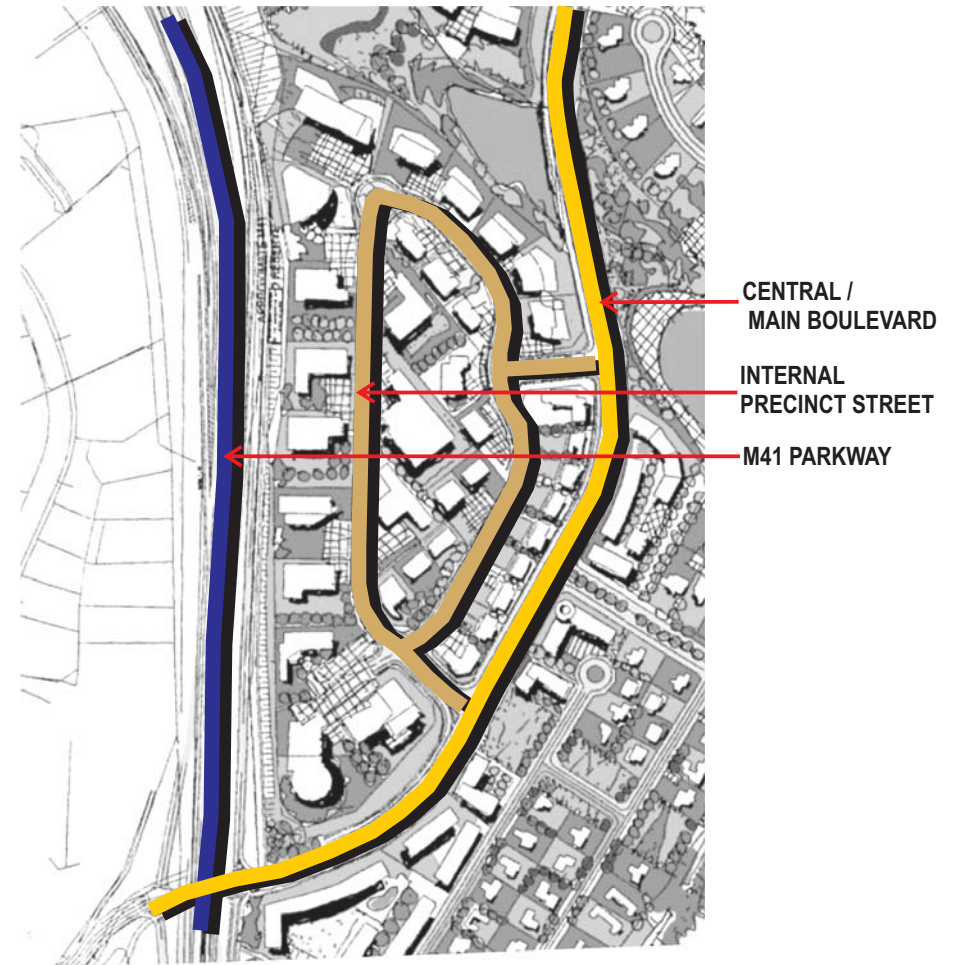 CENTRAL /
MAIN BOULEVARD
INTERNAL
PRECINCT STREET
M41 PARKWAY